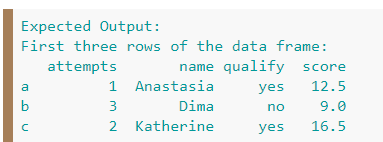 Expected Output:
First three rows of the data frame:
   attempts       name qualify  score
a         1  Anastasia     yes   12.5
b         3       Dima      no    9.0
c         2  Katherine     yes   16.5